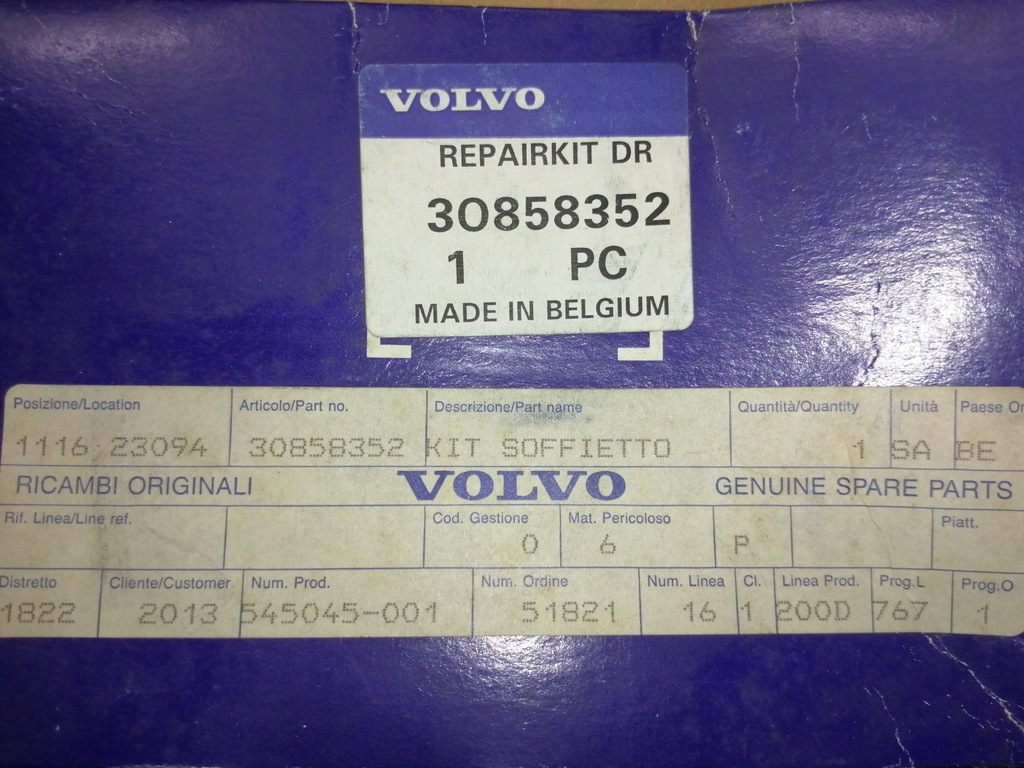 VOLVO
REPAIRKIT DR
30858352
1 PC
MADE IN BELGIUM
Posizione/Location Articolo/Part no. Descrizione/Part name Quantità/Quantity Unità Paese Or
1116 23094 30858352 KIT SOFFIETTO 1 SA BE
RICAMBI ORIGINALI VOLVO GENUINE SPARE PARTS
Rif. Linea/Line ref. Cod. Gestione Mat. Pericoloso Piatt.
0 6 P
Distretto Cliente/Customer Num. Prod. Num. Ordine Num. Linea Cl. Linea Prod. Prog.L Prog.O
1822 2013 545045-001 51821 16 1 200D 767 1